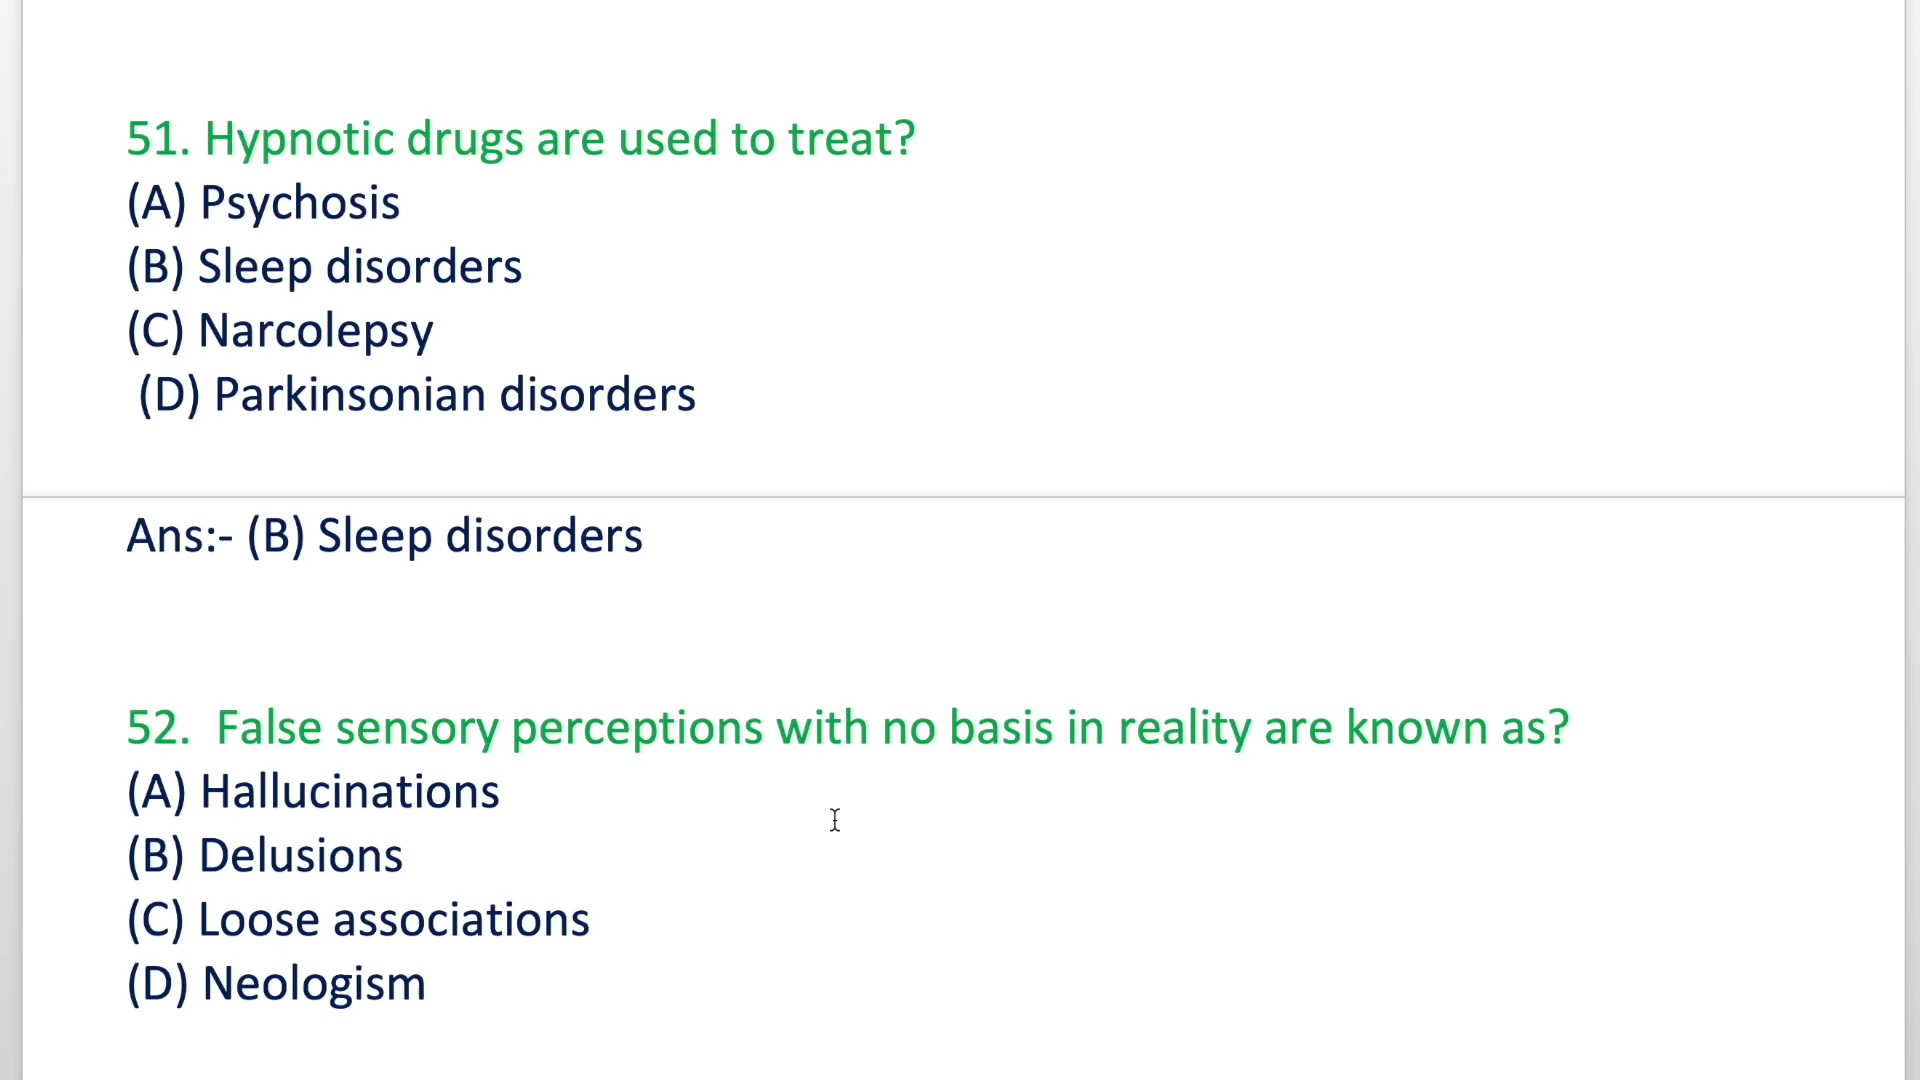 51. Hypnotic drugs are used to treat?
(A) Psychosis
(B) Sleep disorders
(C) Narcolepsy
(D) Parkinsonian disorders
Ans:- (B) Sleep disorders
52.  False sensory perceptions with no basis in reality are known as?
(A) Hallucinations
(B) Delusions
(C) Loose associations
(D) Neologism